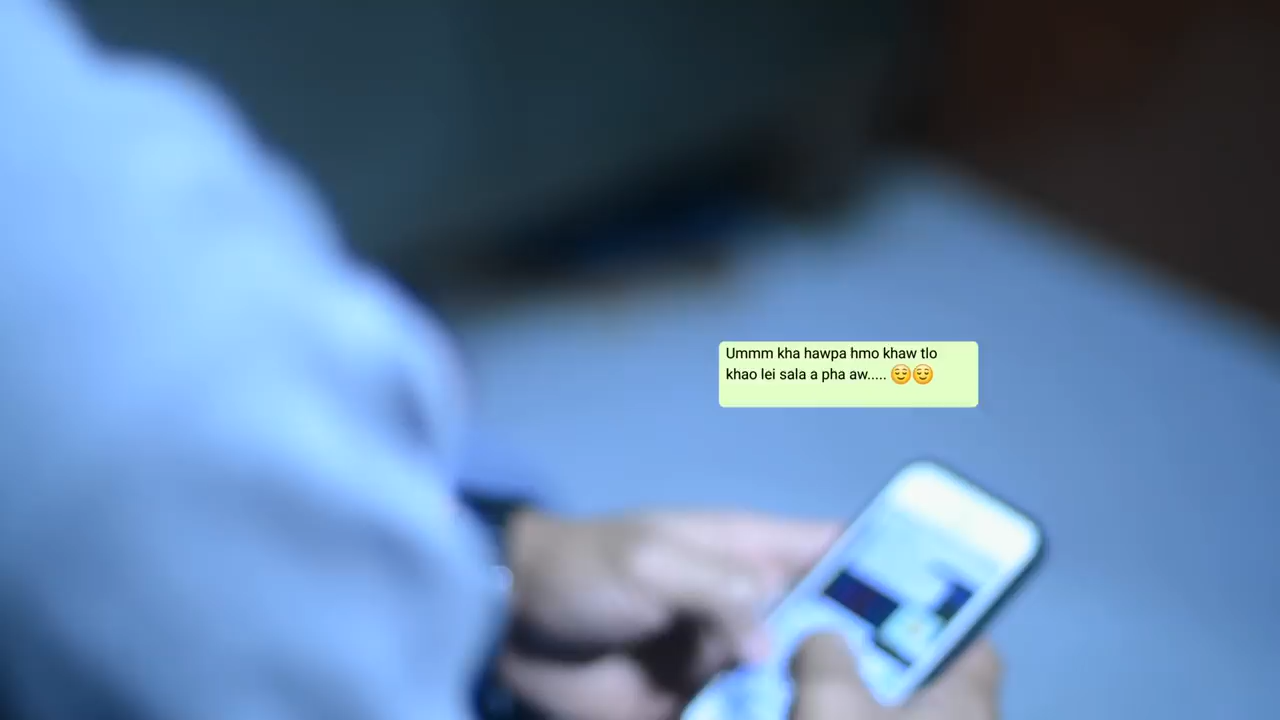 Ummm kha hawpa hmo khaw tlo
khao lei sala a pha aw..... 😌😌